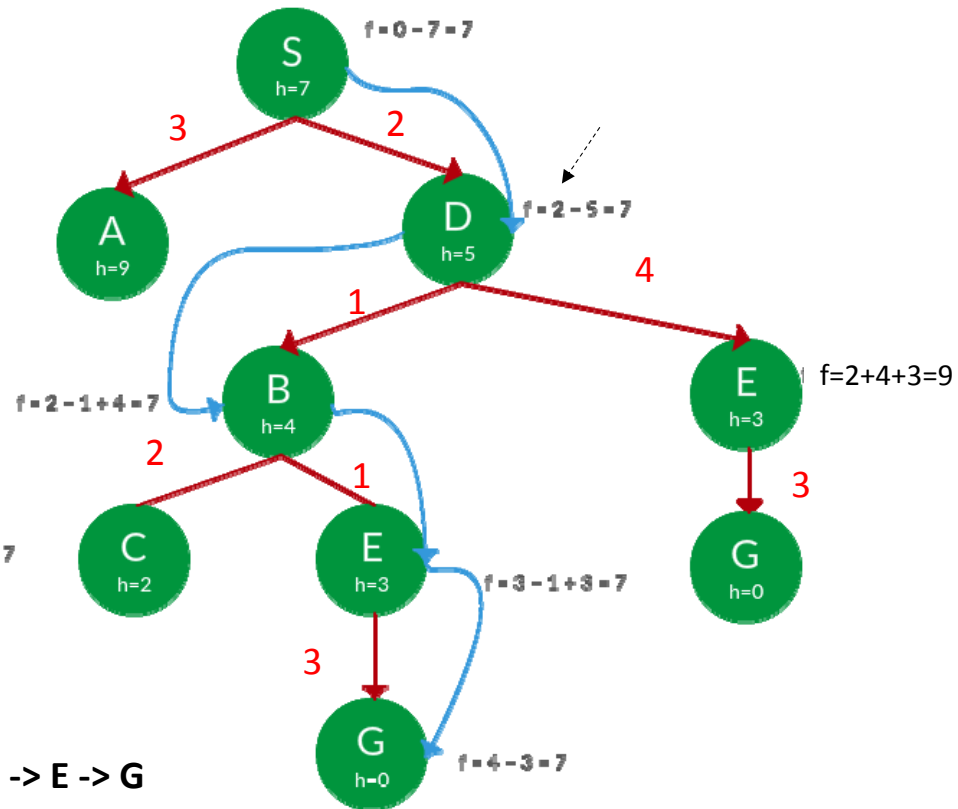 f=0-7=7
S
h=7
3
2
A
h=9
D
h=5
f=2-5=7
1
4
B
h=4
f=2-1+4=7
E
h=3
f=2+4+3=9
2
1
3
C
h=2
7
E
h=3
f=3-1+3=7
G
h=0
3
G
h=0
f=4-3=7
-> E -> G